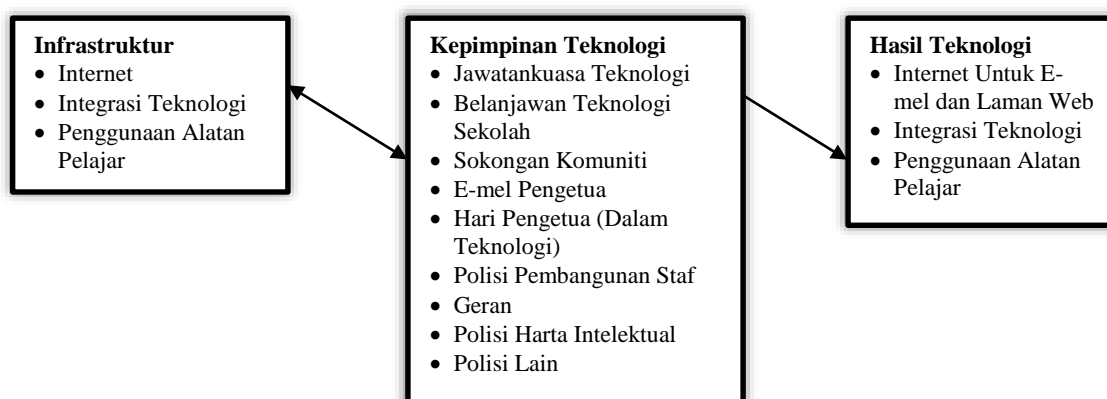 Infrastruktur
• Internet
• Integrasi Teknologi
• Penggunaan Alatan
Pelajar
Kepimpinan Teknologi
• Jawatankuasa Teknologi
• Belanjawan Teknologi
Sekolah
• Sokongan Komuniti
• E-mel Pengetua
• Hari Pengetua (Dalam
Teknologi)
• Polisi Pembangunan Staf
• Geran
• Polisi Harta Intelektual
• Polisi Lain
Hasil Teknologi
• Internet Untuk E-
mel dan Laman Web
• Integrasi Teknologi
• Penggunaan Alatan
Pelajar